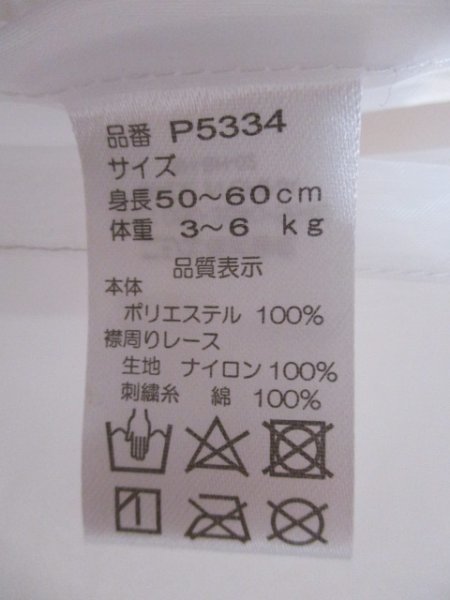 品番 P5334
サイズ
身長50～60cm
体重 3～6 kg
品質表示
本体
ポリエステル 100%
襟周りレース
生地 ナイロン100%
刺繍糸 綿 100%